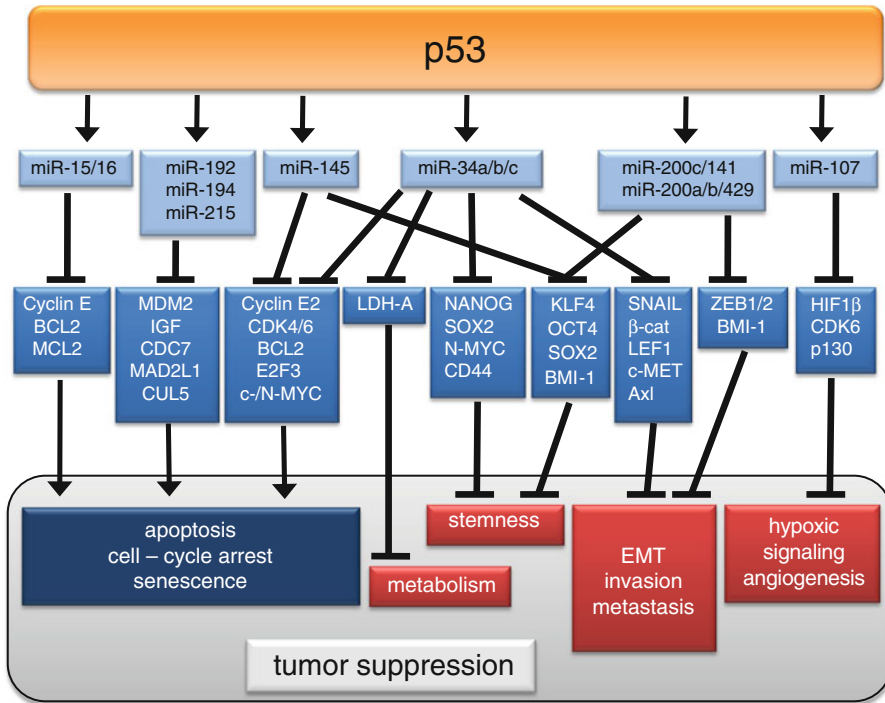 p53
miR-15/16
miR-192
miR-194
miR-215
miR-145
miR-34a/b/c
miR-200c/141
miR-200a/b/429
miR-107
Cyclin E
BCL2
MCL2
MDM2
IGF
CDC7
MAD2L1
CUL5
Cyclin E2
CDK4/6
BCL2
E2F3
c-/N-MYC
LDH-A
NANOG
SOX2
N-MYC
CD44
KLF4
OCT4
SOX2
BMI-1
SNAIL
β-cat
LEF1
c-MET
Axl
ZEB1/2
BMI-1
HIF1β
CDK6
p130
apoptosis
cell – cycle arrest
senescence
metabolism
stemness
EMT
invasion
metastasis
hypoxic
signaling
angiogenesis
tumor suppression